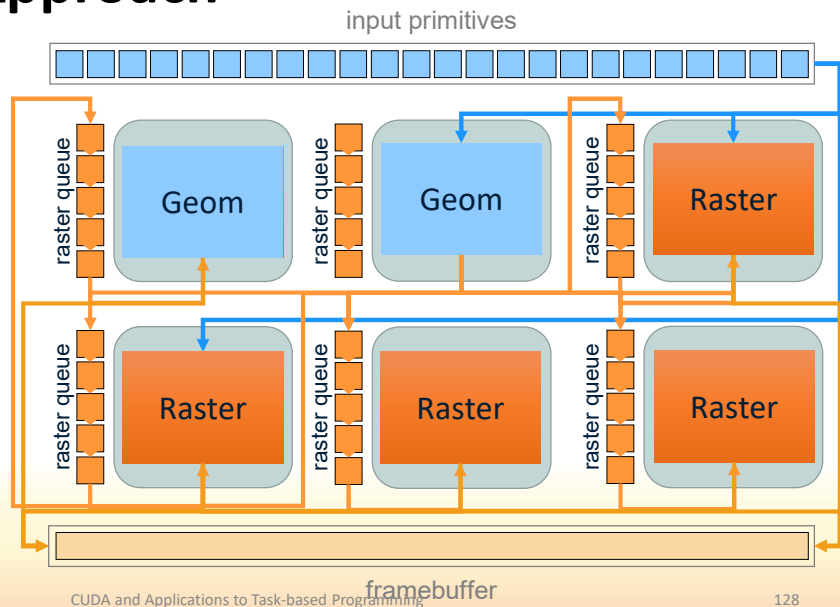 input primitives
raster queue
Geom
raster queue
Geom
raster queue
Raster
raster queue
Raster
raster queue
Raster
raster queue
Raster
framebuffer
CUDA and Applications to Task-based Programming
128